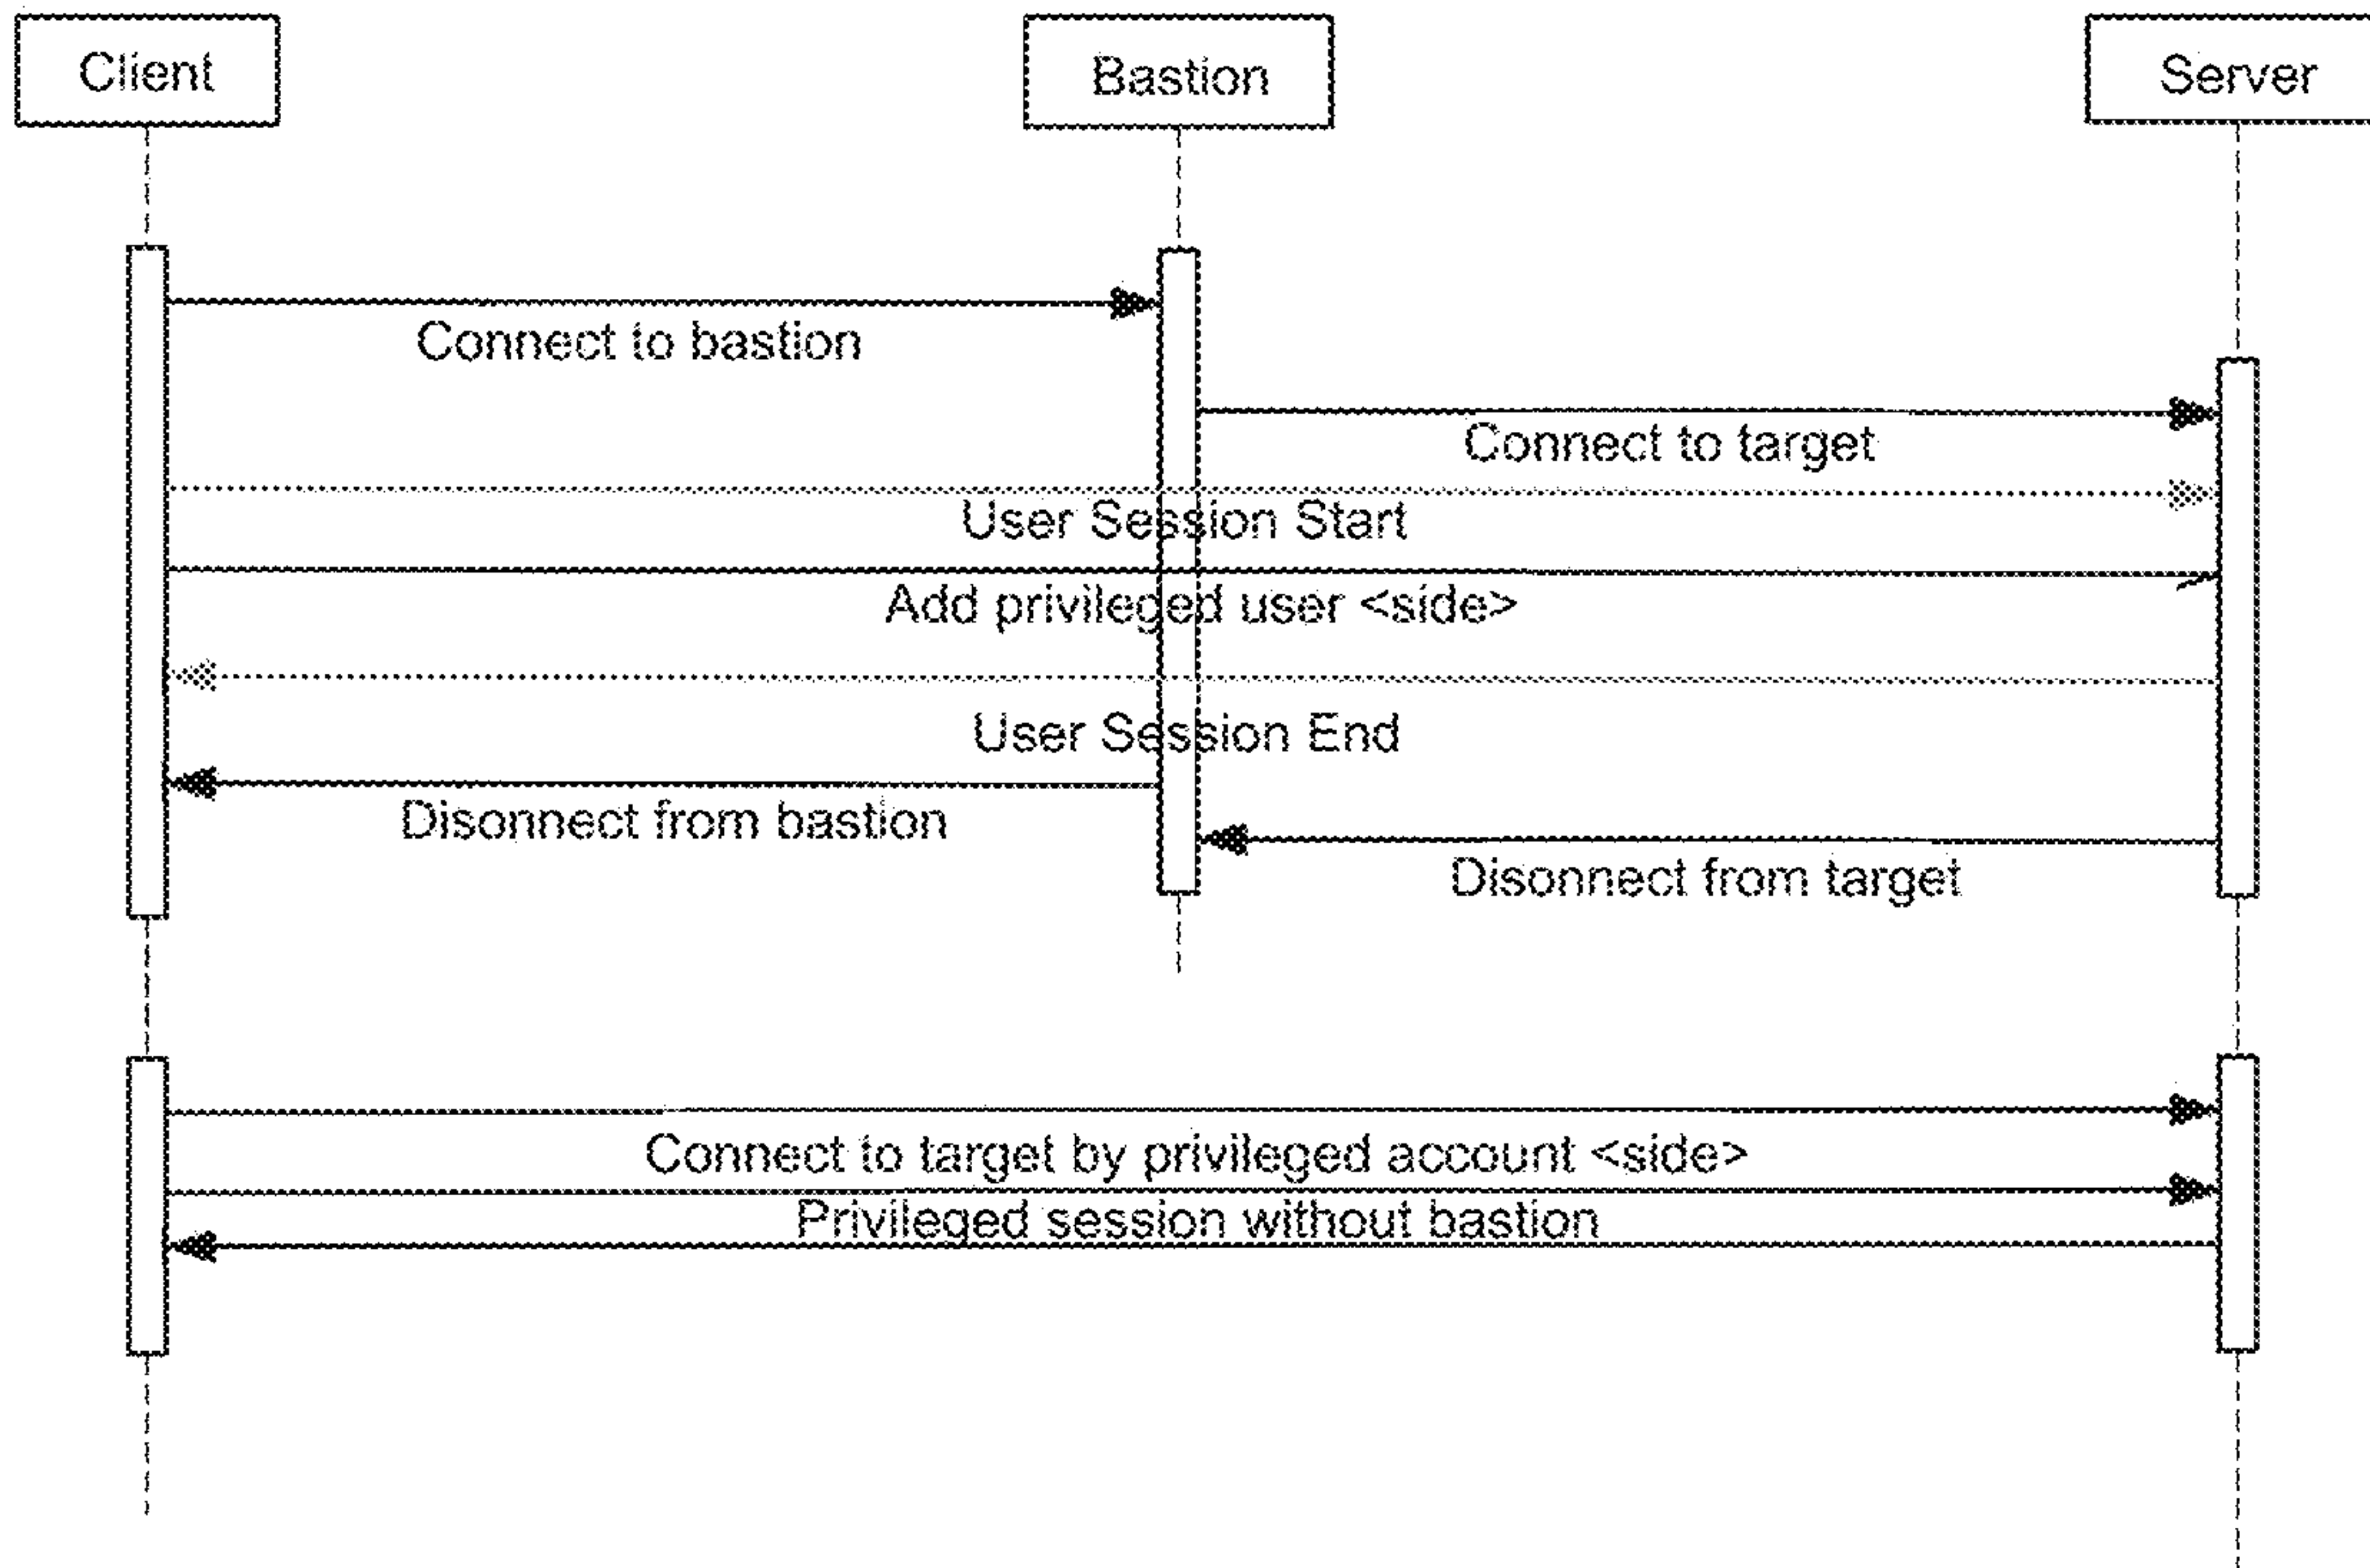 Client
Bastion
Server
Connect to bastion
Connect to target
User Session Start
Add privileged user <side>
User Session End
Disonnect from bastion
Disonnect from target
Connect to target by privileged account <side>
Privileged session without bastion